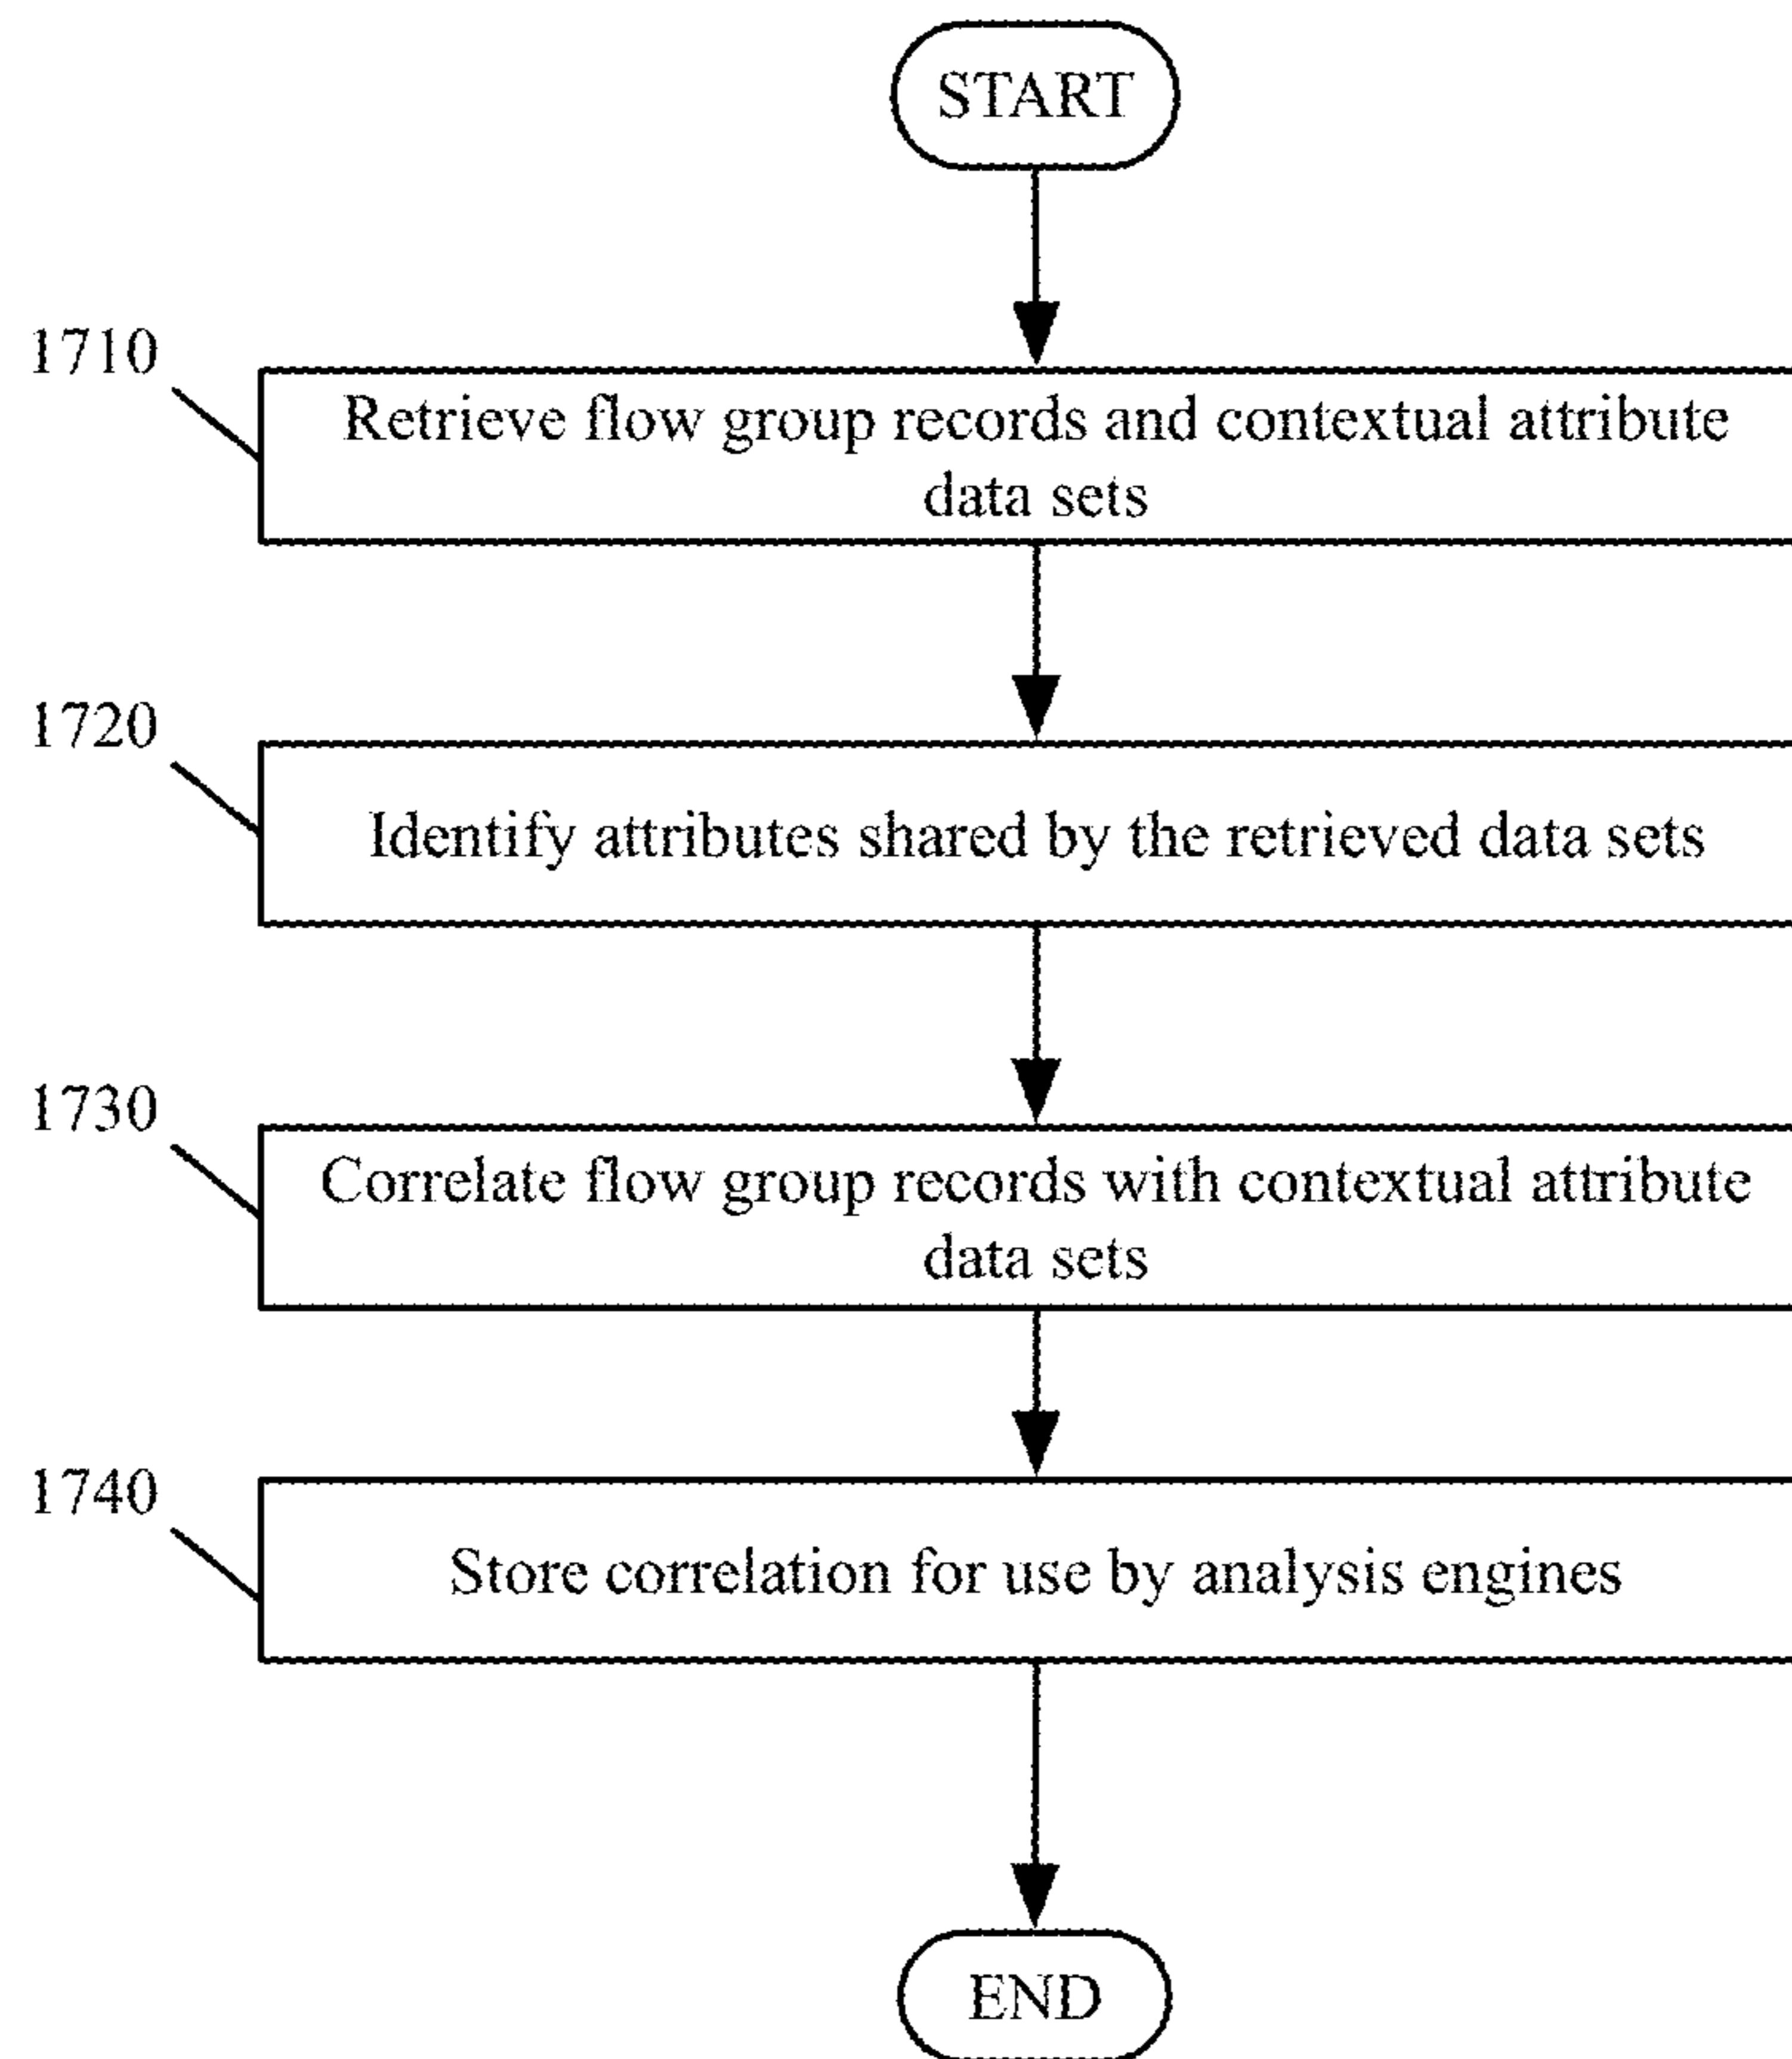 START
1710
Retrieve flow group records and contextual attribute
data sets
1720
Identify attributes shared by the retrieved data sets
1730
Correlate flow group records with contextual attribute
data sets
1740
Store correlation for use by analysis engines
END